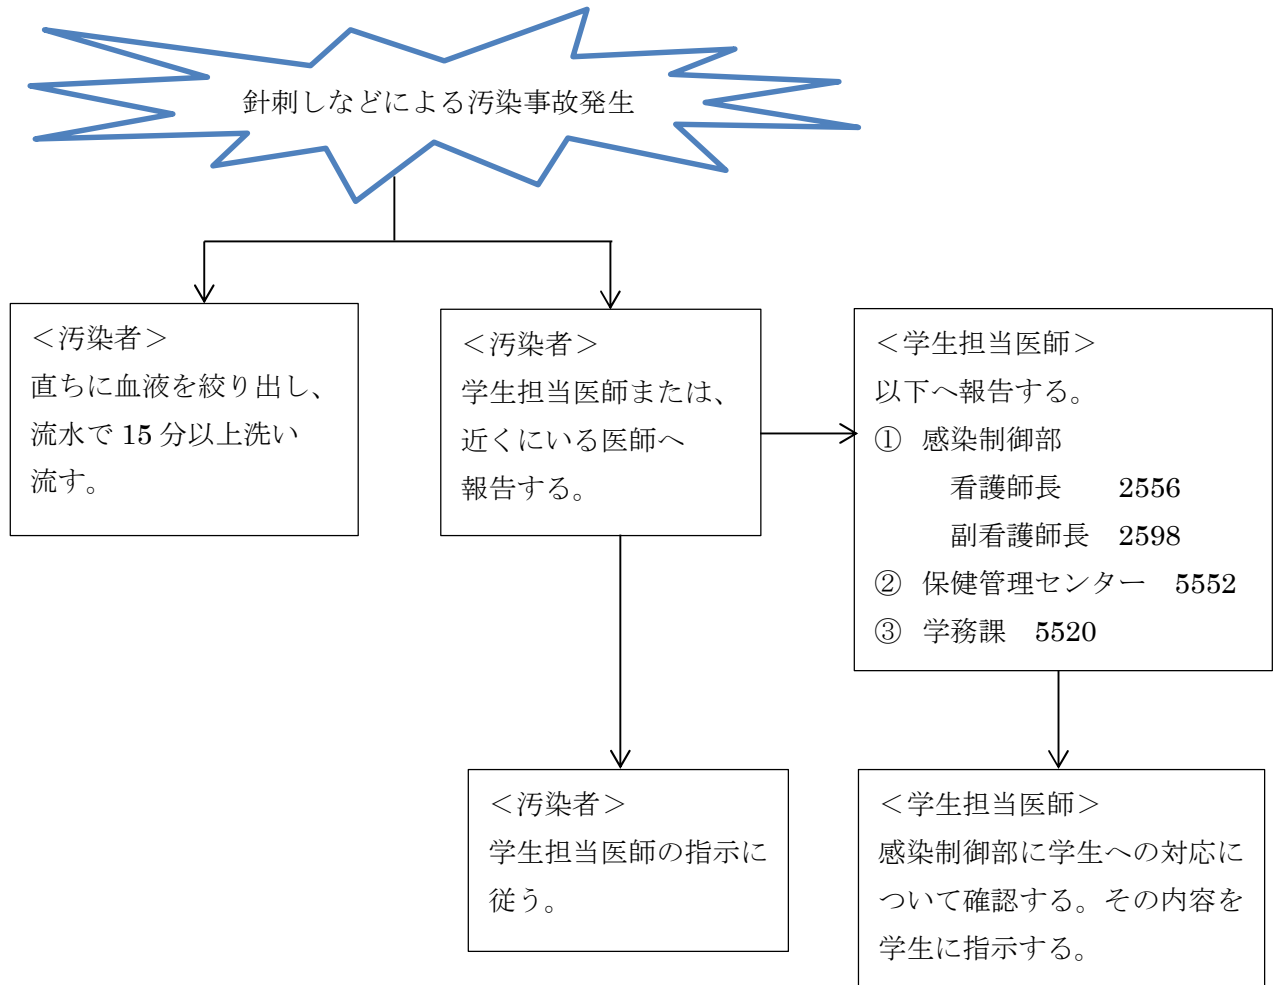 針刺しなどによる汚染事故発生
＜汚染者＞
直ちに血液を絞り出し、
流水で 15 分以上洗い
流す。
＜汚染者＞
学生担当医師または、
近くにいる医師へ
報告する。
＜学生担当医師＞
以下へ報告する。
① 感染制御部
看護師長　2556
副看護師長　2598
② 保健管理センター　5552
③ 学務課　5520
＜汚染者＞
学生担当医師の指示に
従う。
＜学生担当医師＞
感染制御部に学生への対応に
ついて確認する。その内容を
学生に指示する。